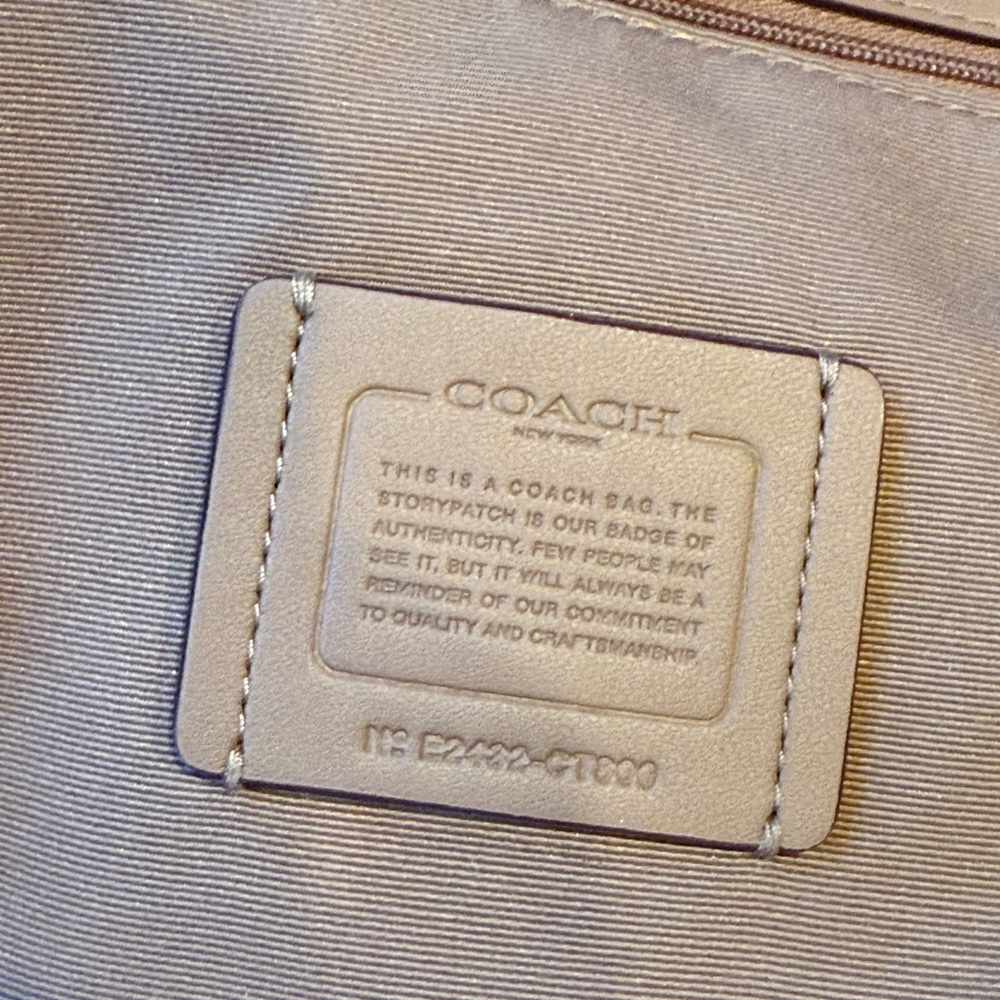 COACH
NEW YORK
THIS IS A COACH BAG. THE
STORYPATCH IS OUR BADGE OF
AUTHENTICITY. FEW PEOPLE MAY
SEE IT, BUT IT WILL ALWAYS BE A
REMINDER OF OUR COMMITMENT
TO QUALITY AND CRAFTSMANSHIP.
Nº